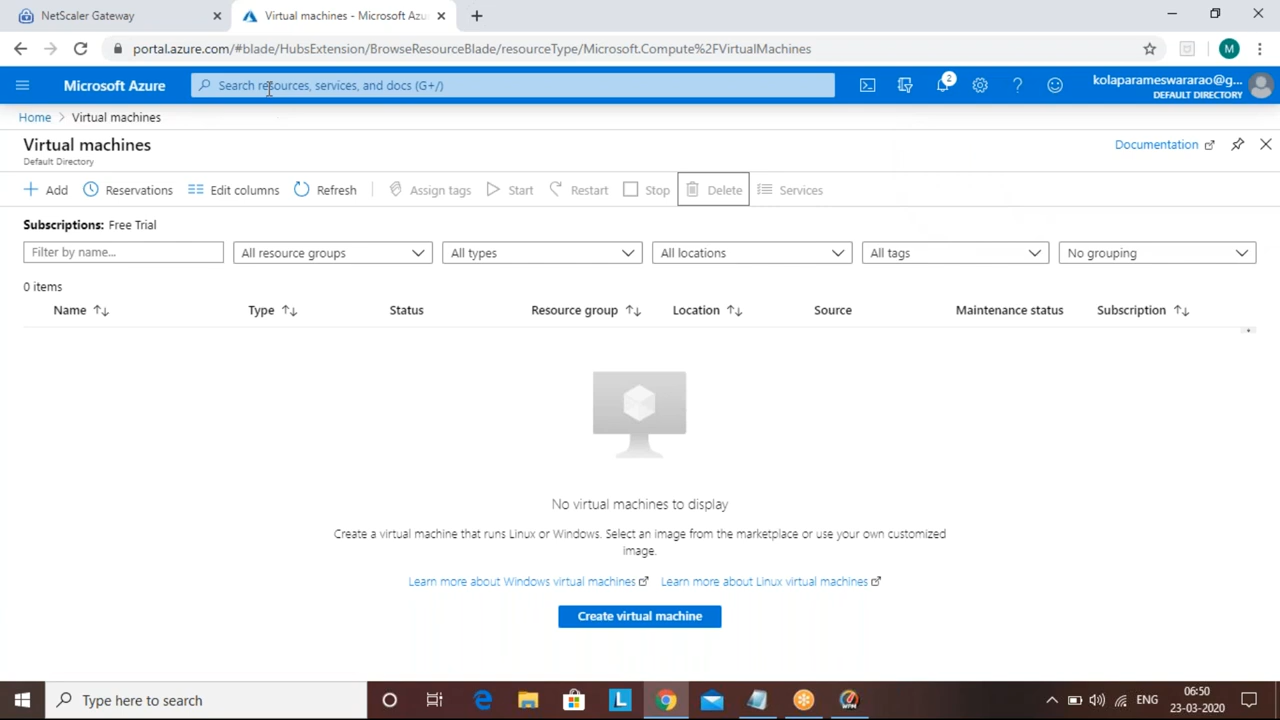 NetScaler Gateway
Virtual machines - Microsoft Azu
portal.azure.com/#blade/HubsExtension/BrowseResourceBlade/resourceType/Microsoft.Compute%2FVirtualMachines
M
Microsoft Azure
Search resources, services, and docs (G+/)
2
kolaparameswararao@g...
DEFAULT DIRECTORY
Home > Virtual machines
Virtual machines
Default Directory
Documentation
Add
Reservations
Edit columns
Refresh
Assign tags
Start
Restart
Stop
Delete
Services
Subscriptions: Free Trial
Filter by name...
All resource groups
All types
All locations
All tags
No grouping
0 items
Name
Type
Status
Resource group
Location
Source
Maintenance status
Subscription
No virtual machines to display
Create a virtual machine that runs Linux or Windows. Select an image from the marketplace or use your own customized
image.
Learn more about Windows virtual machines
Learn more about Linux virtual machines
Create virtual machine
Type here to search
L
ENG
06:50
23-03-2020